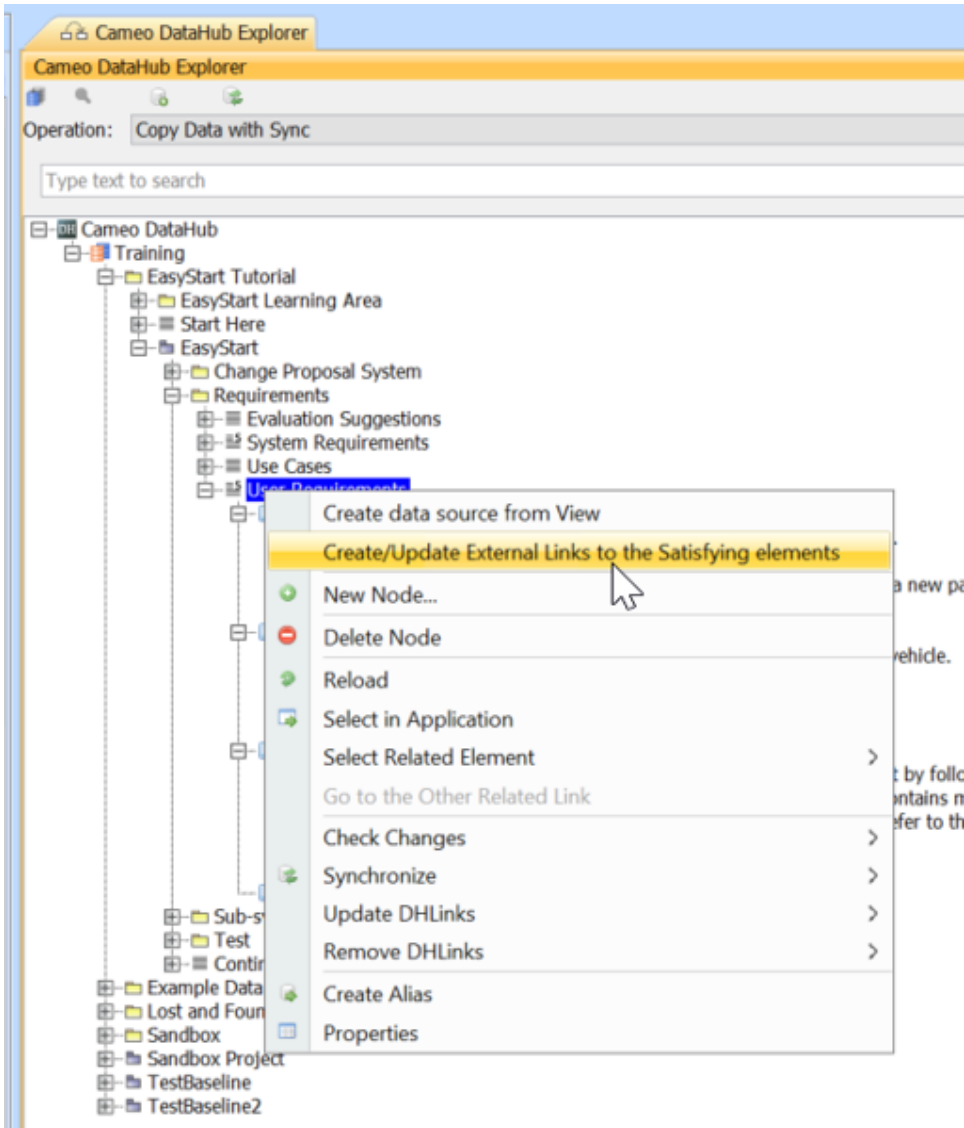 Cameo DataHub Explorer
Cameo DataHub Explorer
Operation: Copy Data with Sync
Type text to search
DH Cameo DataHub
Training
EasyStart Tutorial
EasyStart Learning Area
Start Here
EasyStart
Change Proposal System
Requirements
Evaluation Suggestions
System Requirements
Use Cases
User Requirements
Create data source from View
Create/Update External Links to the Satisfying elements
New Node...
a new pa
Delete Node
vehicle.
Reload
Select in Application
Select Related Element
t by follo
Go to the Other Related Link
ntains m
efer to th
Check Changes
Synchronize
Update DHLinks
Sub-s
Test
Remove DHLinks
Contin
Example Data
Create Alias
Lost and Foun
Sandbox
Properties
Sandbox Project
TestBaseline
TestBaseline2